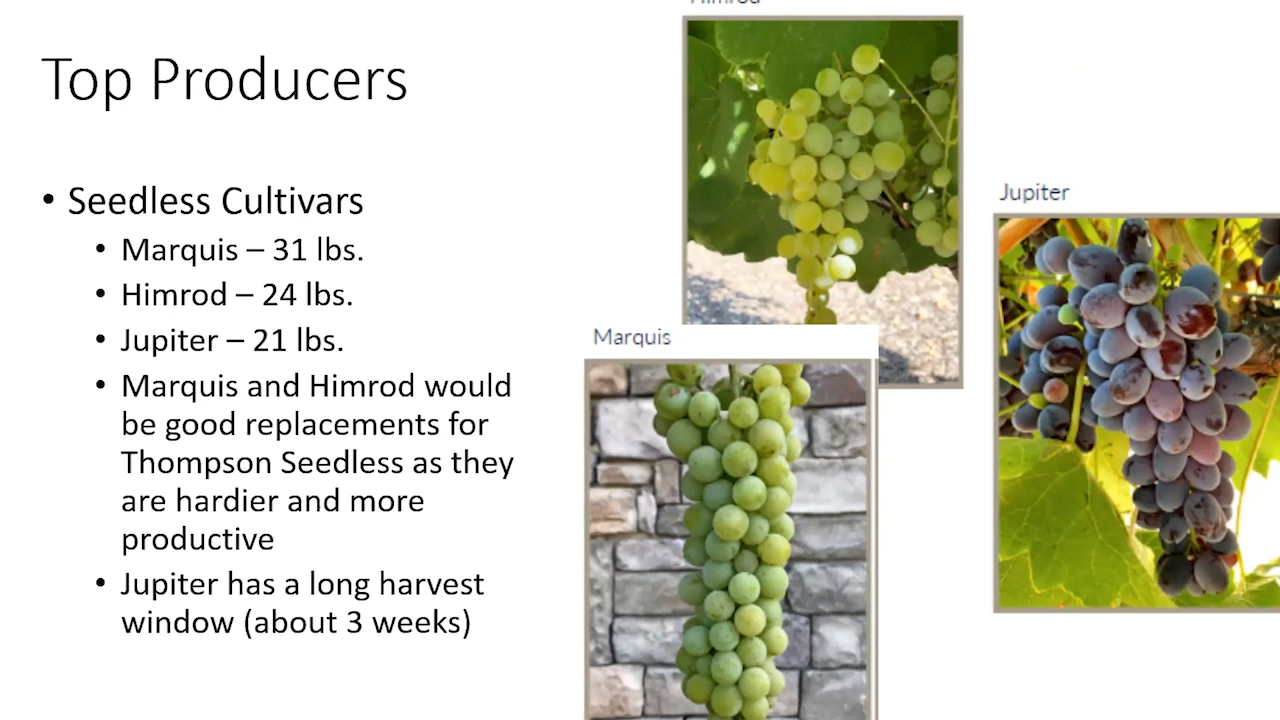 Himrod
Top Producers
Jupiter
• Seedless Cultivars
• Marquis – 31 lbs.
• Himrod – 24 lbs.
• Jupiter – 21 lbs.
Marquis
• Marquis and Himrod would
be good replacements for
Thompson Seedless as they
are hardier and more
productive
• Jupiter has a long harvest
window (about 3 weeks)